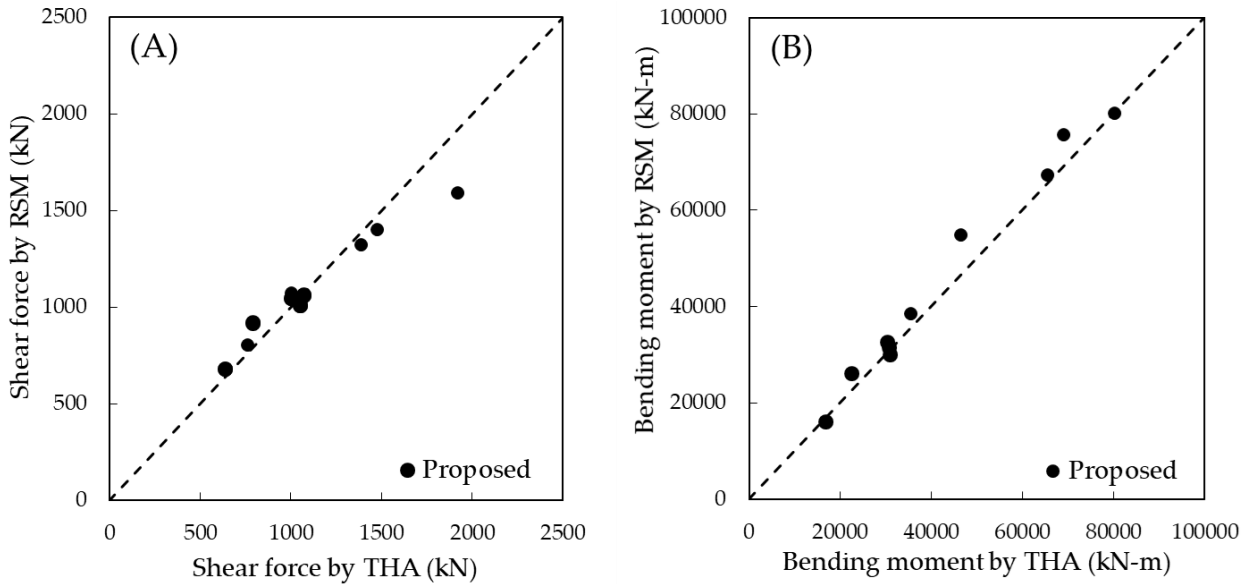 (A)
Shear force by RSM (kN)
2500
2000
1500
1000
500
0
0 500 1000 1500 2000 2500
Shear force by THA (kN)
Proposed
(B)
Bending moment by RSM (kN-m)
100000
80000
60000
40000
20000
0
0 20000 40000 60000 80000 100000
Bending moment by THA (kN-m)
Proposed